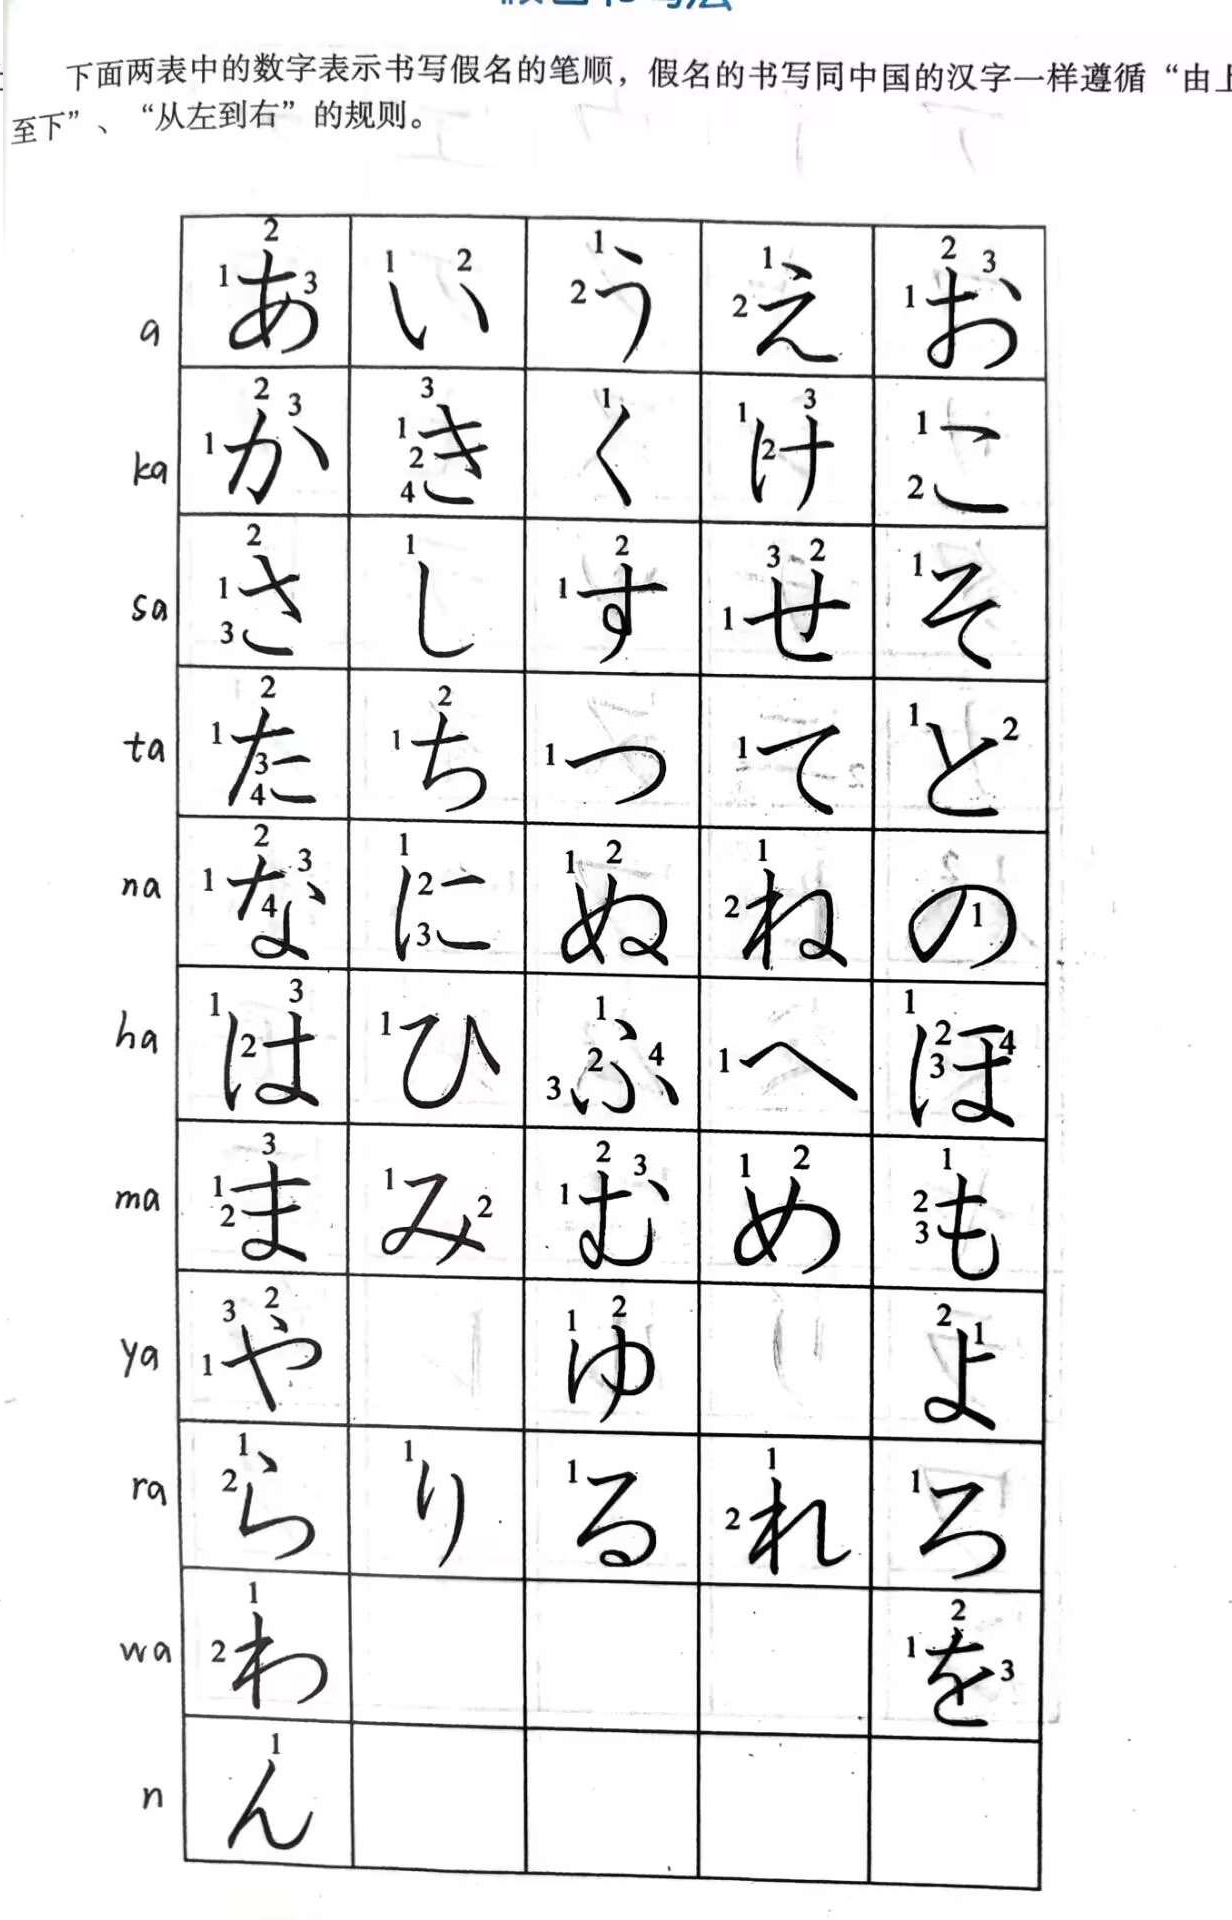 下面两表中的数字表示书写假名的笔顺，假名的书写同中国的汉字一样遵循“由上
至下”、“从左到右”的规则。
a あ い う え お
ka か き く け こ
sa さ し す せ そ
ta た ち つ て と
na な に ぬ ね の
ha は ひ ふ へ ほ
ma ま み む め も
ya や ゆ よ
ra ら り る れ ろ
wa わ を
n ん